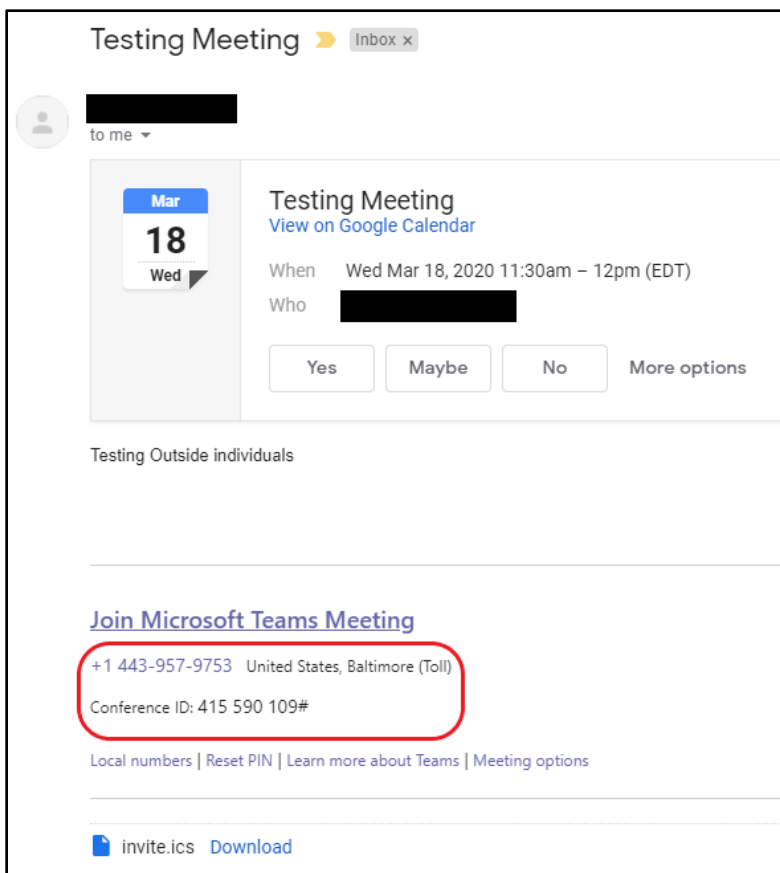 Testing Meeting Inbox ×
to me
Mar
18
Wed
Testing Meeting
View on Google Calendar
When Wed Mar 18, 2020 11:30am – 12pm (EDT)
Who
Yes Maybe No More options
Testing Outside individuals
Join Microsoft Teams Meeting
+1 443-957-9753 United States, Baltimore (Toll)
Conference ID: 415 590 109#
Local numbers | Reset PIN | Learn more about Teams | Meeting options
invite.ics Download